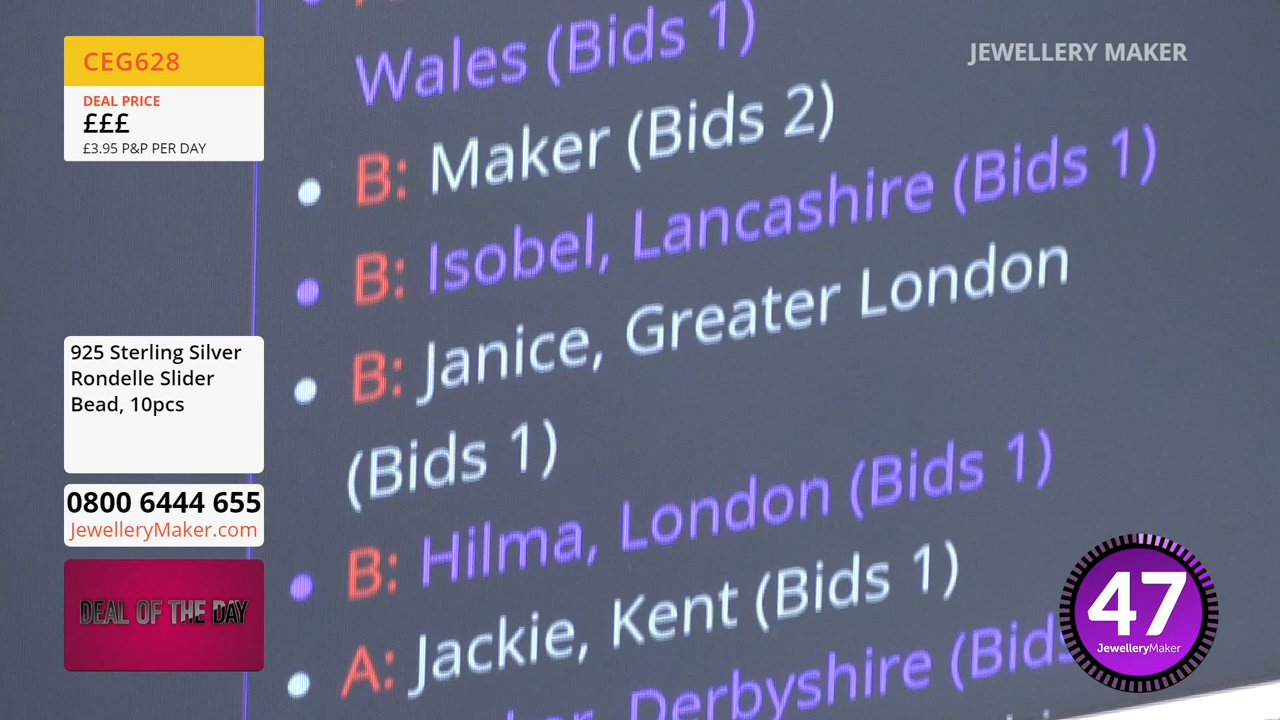 CEG628
DEAL PRICE
£££
£3.95 P&P PER DAY
925 Sterling Silver
Rondelle Slider
Bead, 10pcs
0800 6444 655
JewelleryMaker.com
DEAL OF THE DAY
JEWELLERY MAKER
Wales (Bids 1)
• B: Maker (Bids 2)
• B: Isobel, Lancashire (Bids 1)
• B: Janice, Greater London
(Bids 1)
• B: Hilma, London (Bids 1)
• A: Jackie, Kent (Bids 1)
Derbyshire (Bids
47
JewelleryMaker